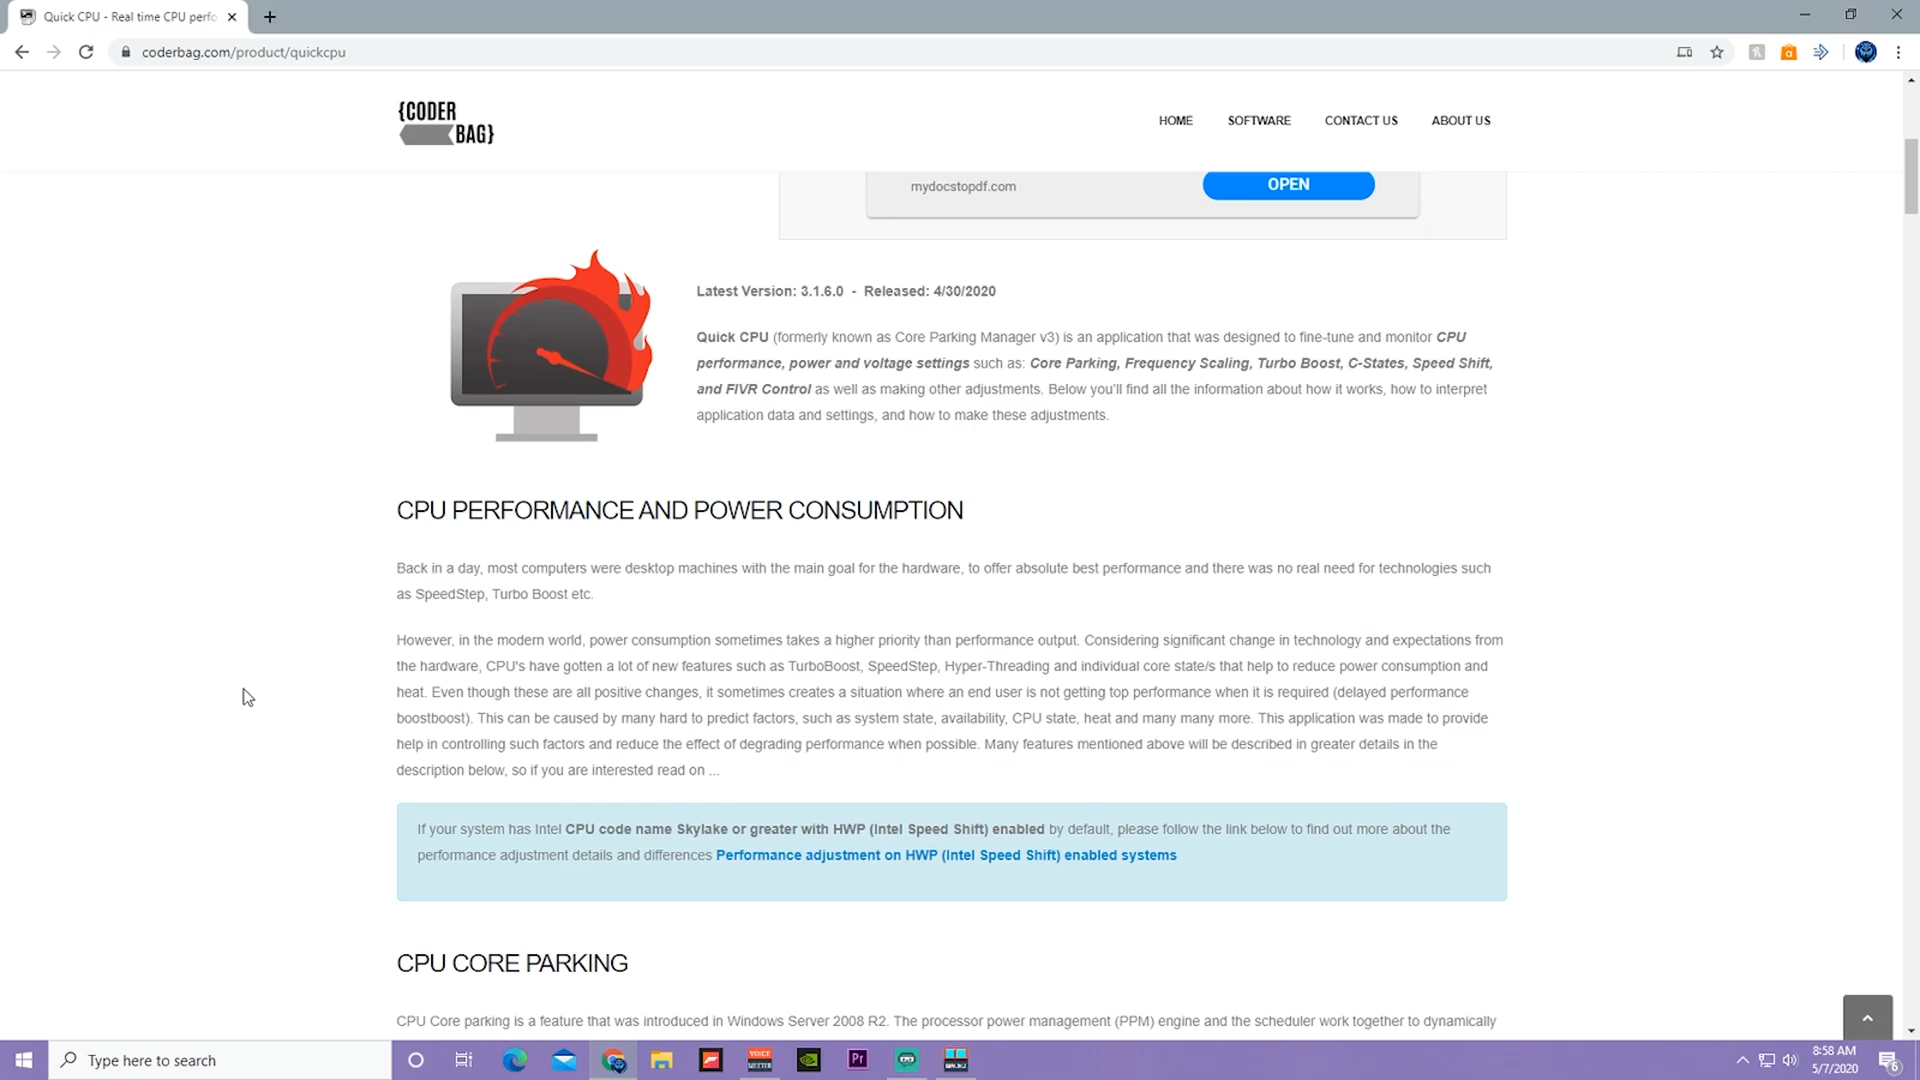 Quick CPU - Real time CPU perfo
coderbag.com/product/quickcpu
{CODER
BAG}
HOME
SOFTWARE
CONTACT US
ABOUT US
mydocstopdf.com
OPEN
Latest Version: 3.1.6.0 - Released: 4/30/2020
Quick CPU (formerly known as Core Parking Manager v3) is an application that was designed to fine-tune and monitor CPU
performance, power and voltage settings such as: Core Parking, Frequency Scaling, Turbo Boost, C-States, Speed Shift,
and FIVR Control as well as making other adjustments. Below you'll find all the information about how it works, how to interpret
application data and settings, and how to make these adjustments.
CPU PERFORMANCE AND POWER CONSUMPTION
Back in a day, most computers were desktop machines with the main goal for the hardware, to offer absolute best performance and there was no real need for technologies such
as SpeedStep, Turbo Boost etc.
However, in the modern world, power consumption sometimes takes a higher priority than performance output. Considering significant change in technology and expectations from
the hardware, CPU's have gotten a lot of new features such as TurboBoost, SpeedStep, Hyper-Threading and individual core state/s that help to reduce power consumption and
heat. Even though these are all positive changes, it sometimes creates a situation where an end user is not getting top performance when it is required (delayed performance
boostboost). This can be caused by many hard to predict factors, such as system state, availability, CPU state, heat and many many more. This application was made to provide
help in controlling such factors and reduce the effect of degrading performance when possible. Many features mentioned above will be described in greater details in the
description below, so if you are interested read on ...
If your system has Intel CPU code name Skylake or greater with HWP (Intel Speed Shift) enabled by default, please follow the link below to find out more about the
performance adjustment details and differences Performance adjustment on HWP (Intel Speed Shift) enabled systems
CPU CORE PARKING
CPU Core parking is a feature that was introduced in Windows Server 2008 R2. The processor power management (PPM) engine and the scheduler work together to dynamically
Type here to search
VOICE
MEETER
Pr
8:58 AM
5/7/2020
6